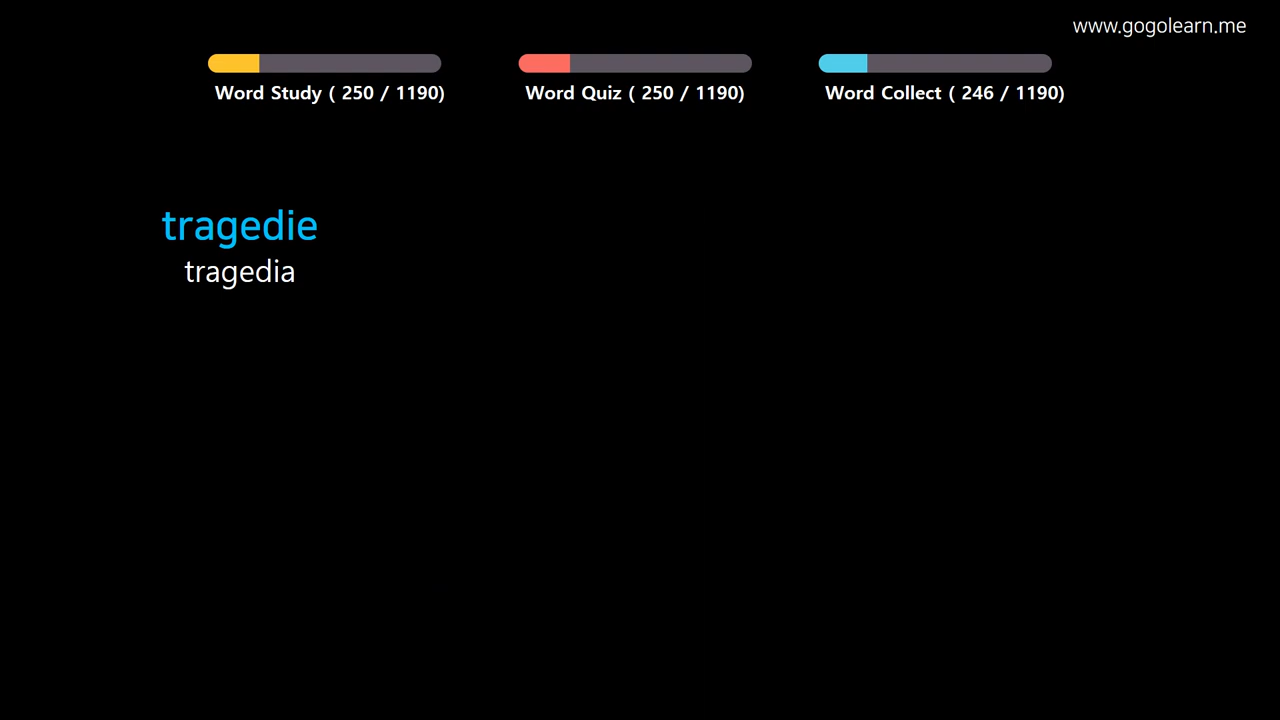 www.gogolearn.me
Word Study ( 250 / 1190)
Word Quiz ( 250 / 1190)
Word Collect ( 246 / 1190)
tragedie
tragedia